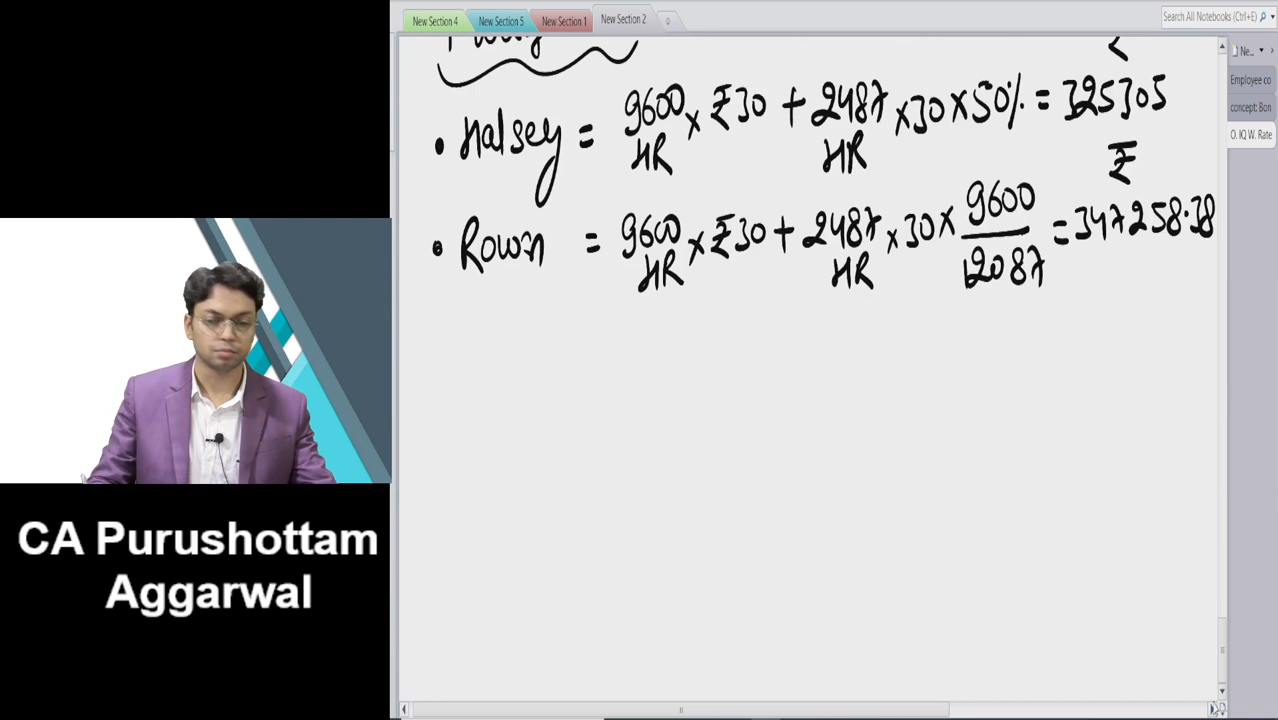 New Section 4 New Section 5 New Section 1 New Section 2
Search All Notebooks (Ctrl+E)
Ne...
Employee co
concept: Bon
O. IQ W. Rate
• Halsey = 9600 HR x ₹30 + 2487 HR x 30 x 50% = 325305
₹
• Rown = 9600 HR x ₹30 + 2487 HR x 30 x 9600/12087 = 347258.38
CA Purushottam
Aggarwal